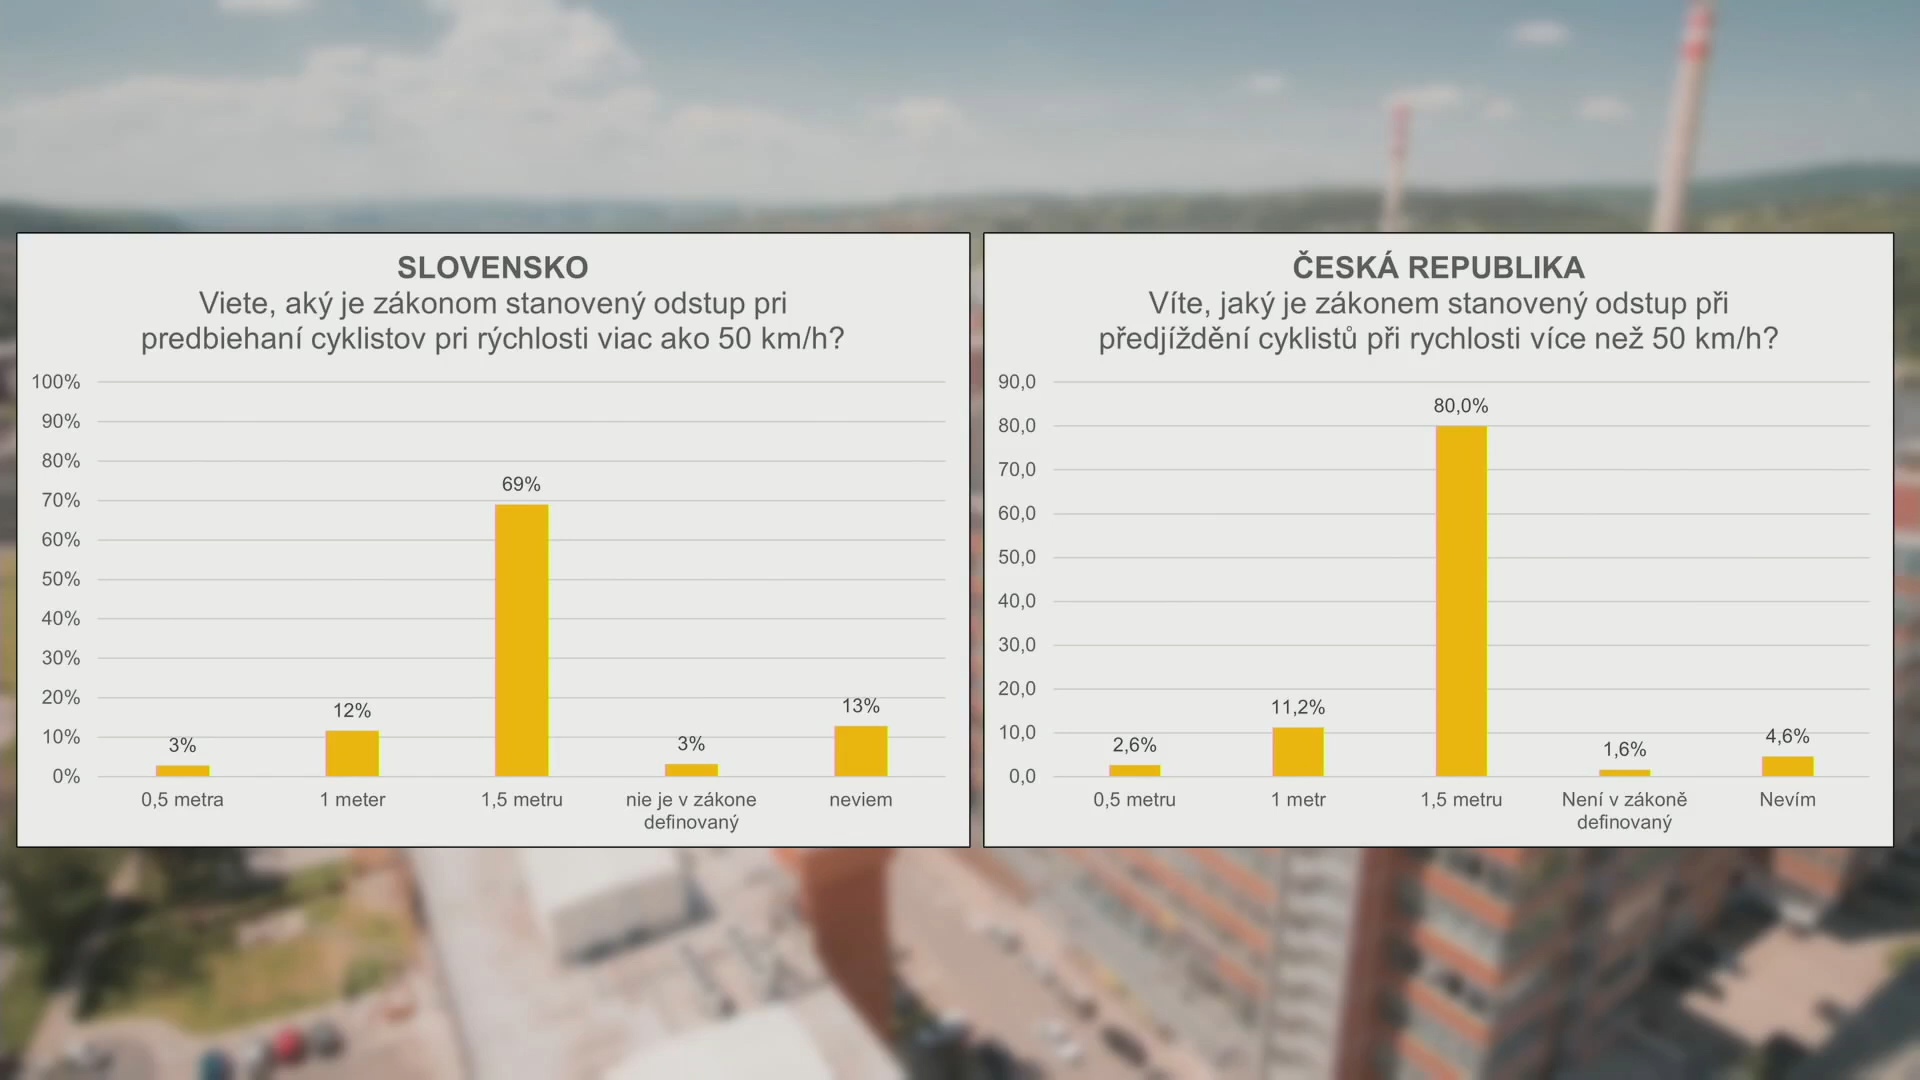 SLOVENSKO
Viete, aký je zákonom stanovený odstup pri
predbiehaní cyklistov pri rýchlosti viac ako 50 km/h?
100%
90%
80%
70%
60%
50%
40%
30%
20%
10%
0%
3%
12%
69%
3%
13%
0,5 metra
1 meter
1,5 metru
nie je v zákone
definovaný
neviem
ČESKÁ REPUBLIKA
Víte, jaký je zákonem stanovený odstup při
předjíždění cyklistů při rychlosti více než 50 km/h?
90,0
80,0
70,0
60,0
50,0
40,0
30,0
20,0
10,0
0,0
2,6%
11,2%
80,0%
1,6%
4,6%
0,5 metru
1 metr
1,5 metru
Není v zákoně
definovaný
Nevím